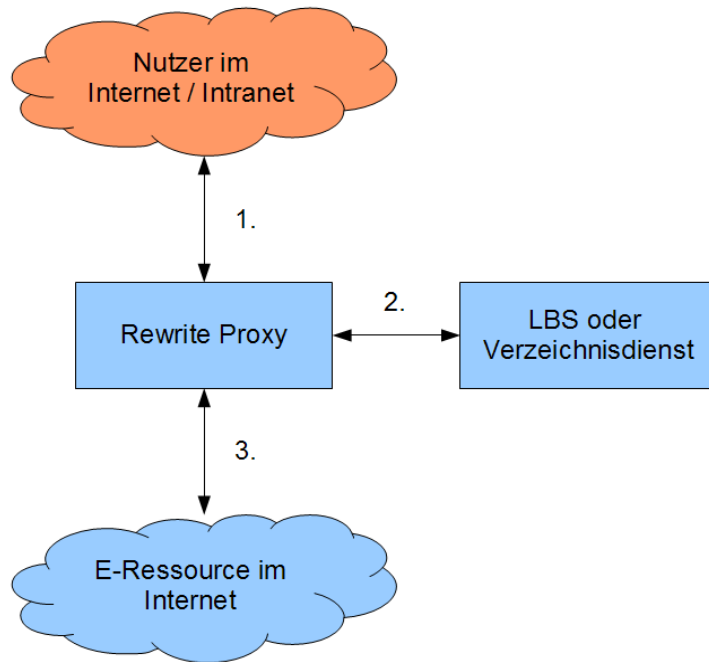 Nutzer im
Internet / Intranet
1.
Rewrite Proxy
2.
LBS oder
Verzeichnisdienst
3.
E-Ressource im
Internet